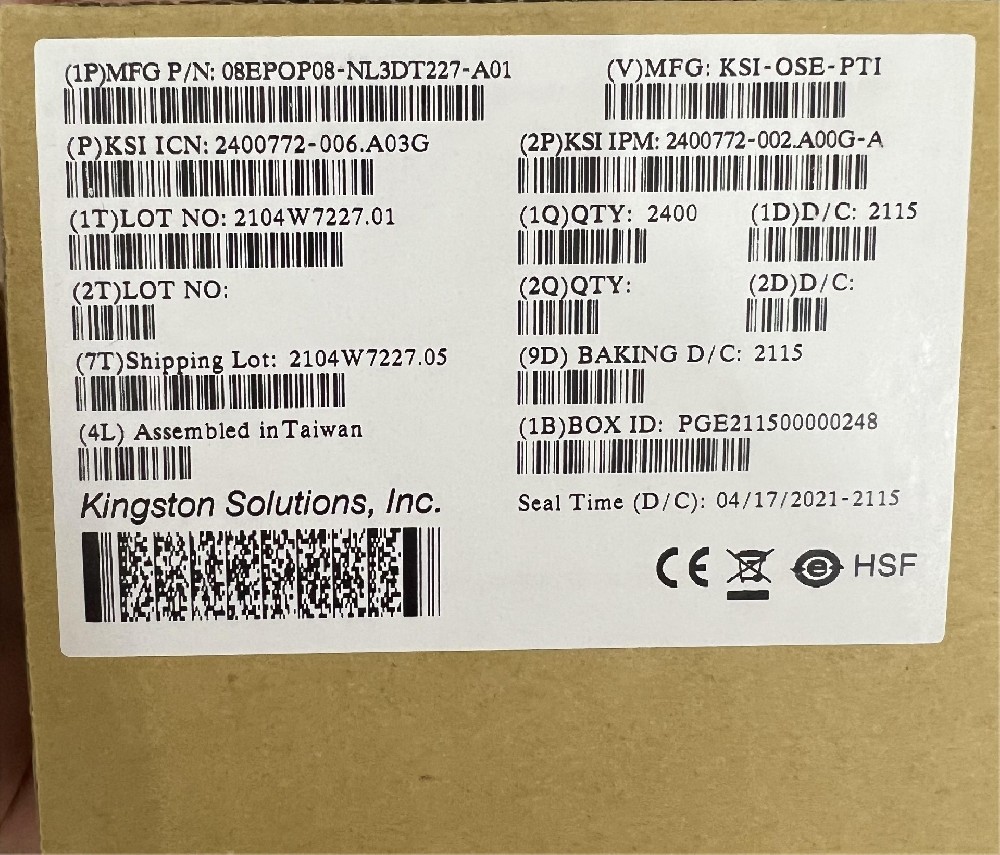 (1P)MFG P/N: 08EPOP08-NL3DT227-A01
(V)MFG: KSI-OSE-PTI
(P)KSI ICN: 2400772-006.A03G
(2P)KSI IPM: 2400772-002.A00G-A
(1T)LOT NO: 2104W7227.01
(1Q)QTY: 2400
(1D)D/C: 2115
(2T)LOT NO:
(2Q)QTY:
(2D)D/C:
(7T)Shipping Lot: 2104W7227.05
(9D) BAKING D/C: 2115
(4L) Assembled in Taiwan
(1B)BOX ID: PGE211500000248
Kingston Solutions, Inc.
Seal Time (D/C): 04/17/2021-2115
CE
e
HSF